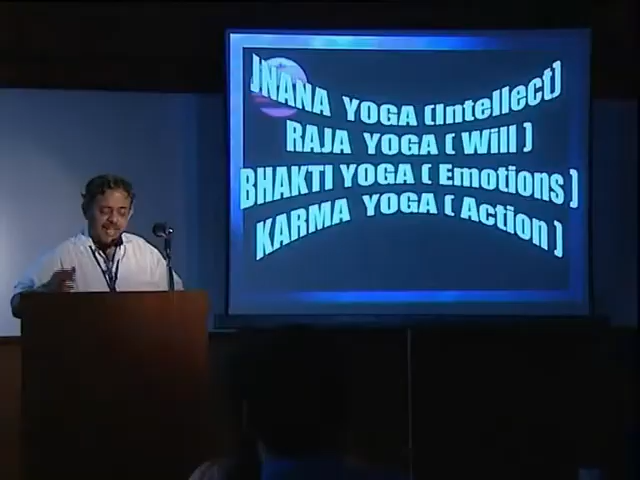 JNANA YOGA (Intellect)
RAJA YOGA ( Will )
BHAKTI YOGA ( Emotions )
KARMA YOGA ( Action )